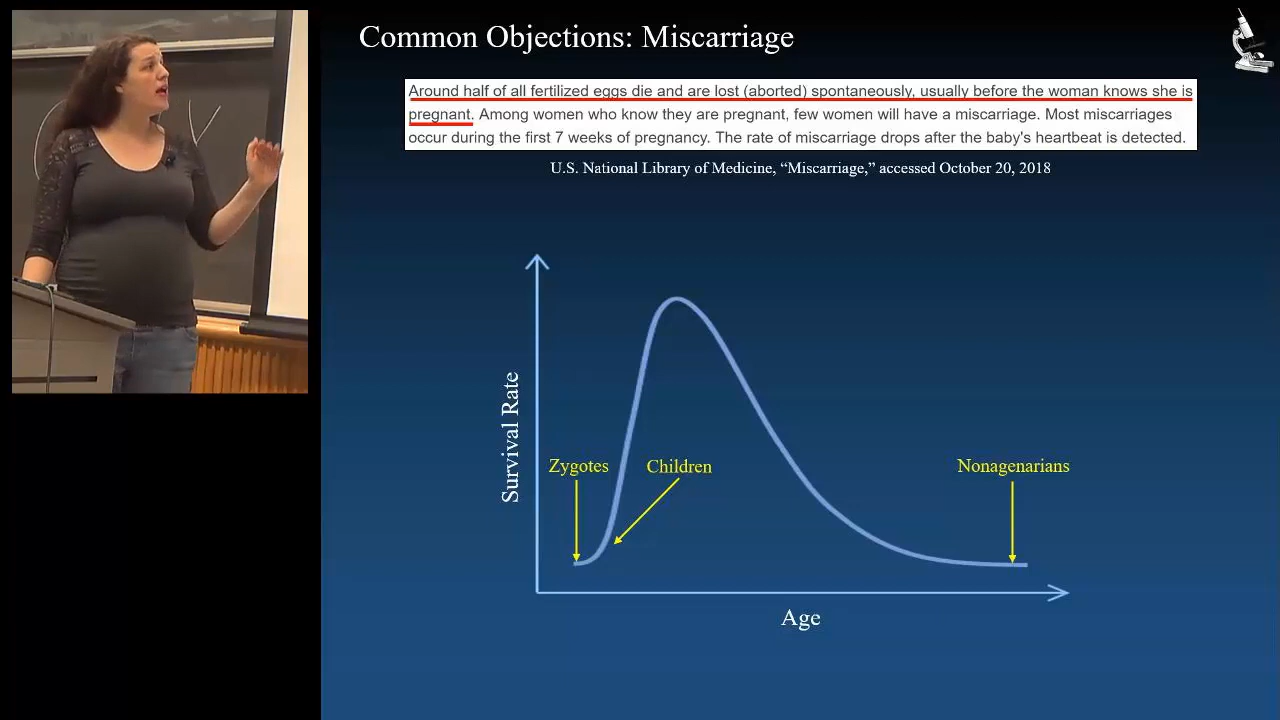 Common Objections: Miscarriage
Around half of all fertilized eggs die and are lost (aborted) spontaneously, usually before the woman knows she is
pregnant. Among women who know they are pregnant, few women will have a miscarriage. Most miscarriages
occur during the first 7 weeks of pregnancy. The rate of miscarriage drops after the baby's heartbeat is detected.
U.S. National Library of Medicine, “Miscarriage,” accessed October 20, 2018
Survival Rate
Zygotes
Children
Nonagenarians
Age